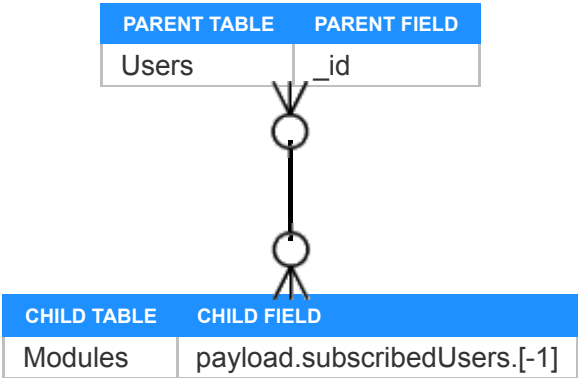 PARENT TABLE PARENT FIELD
Users _id
CHILD TABLE CHILD FIELD
Modules payload.subscribedUsers.[-1]